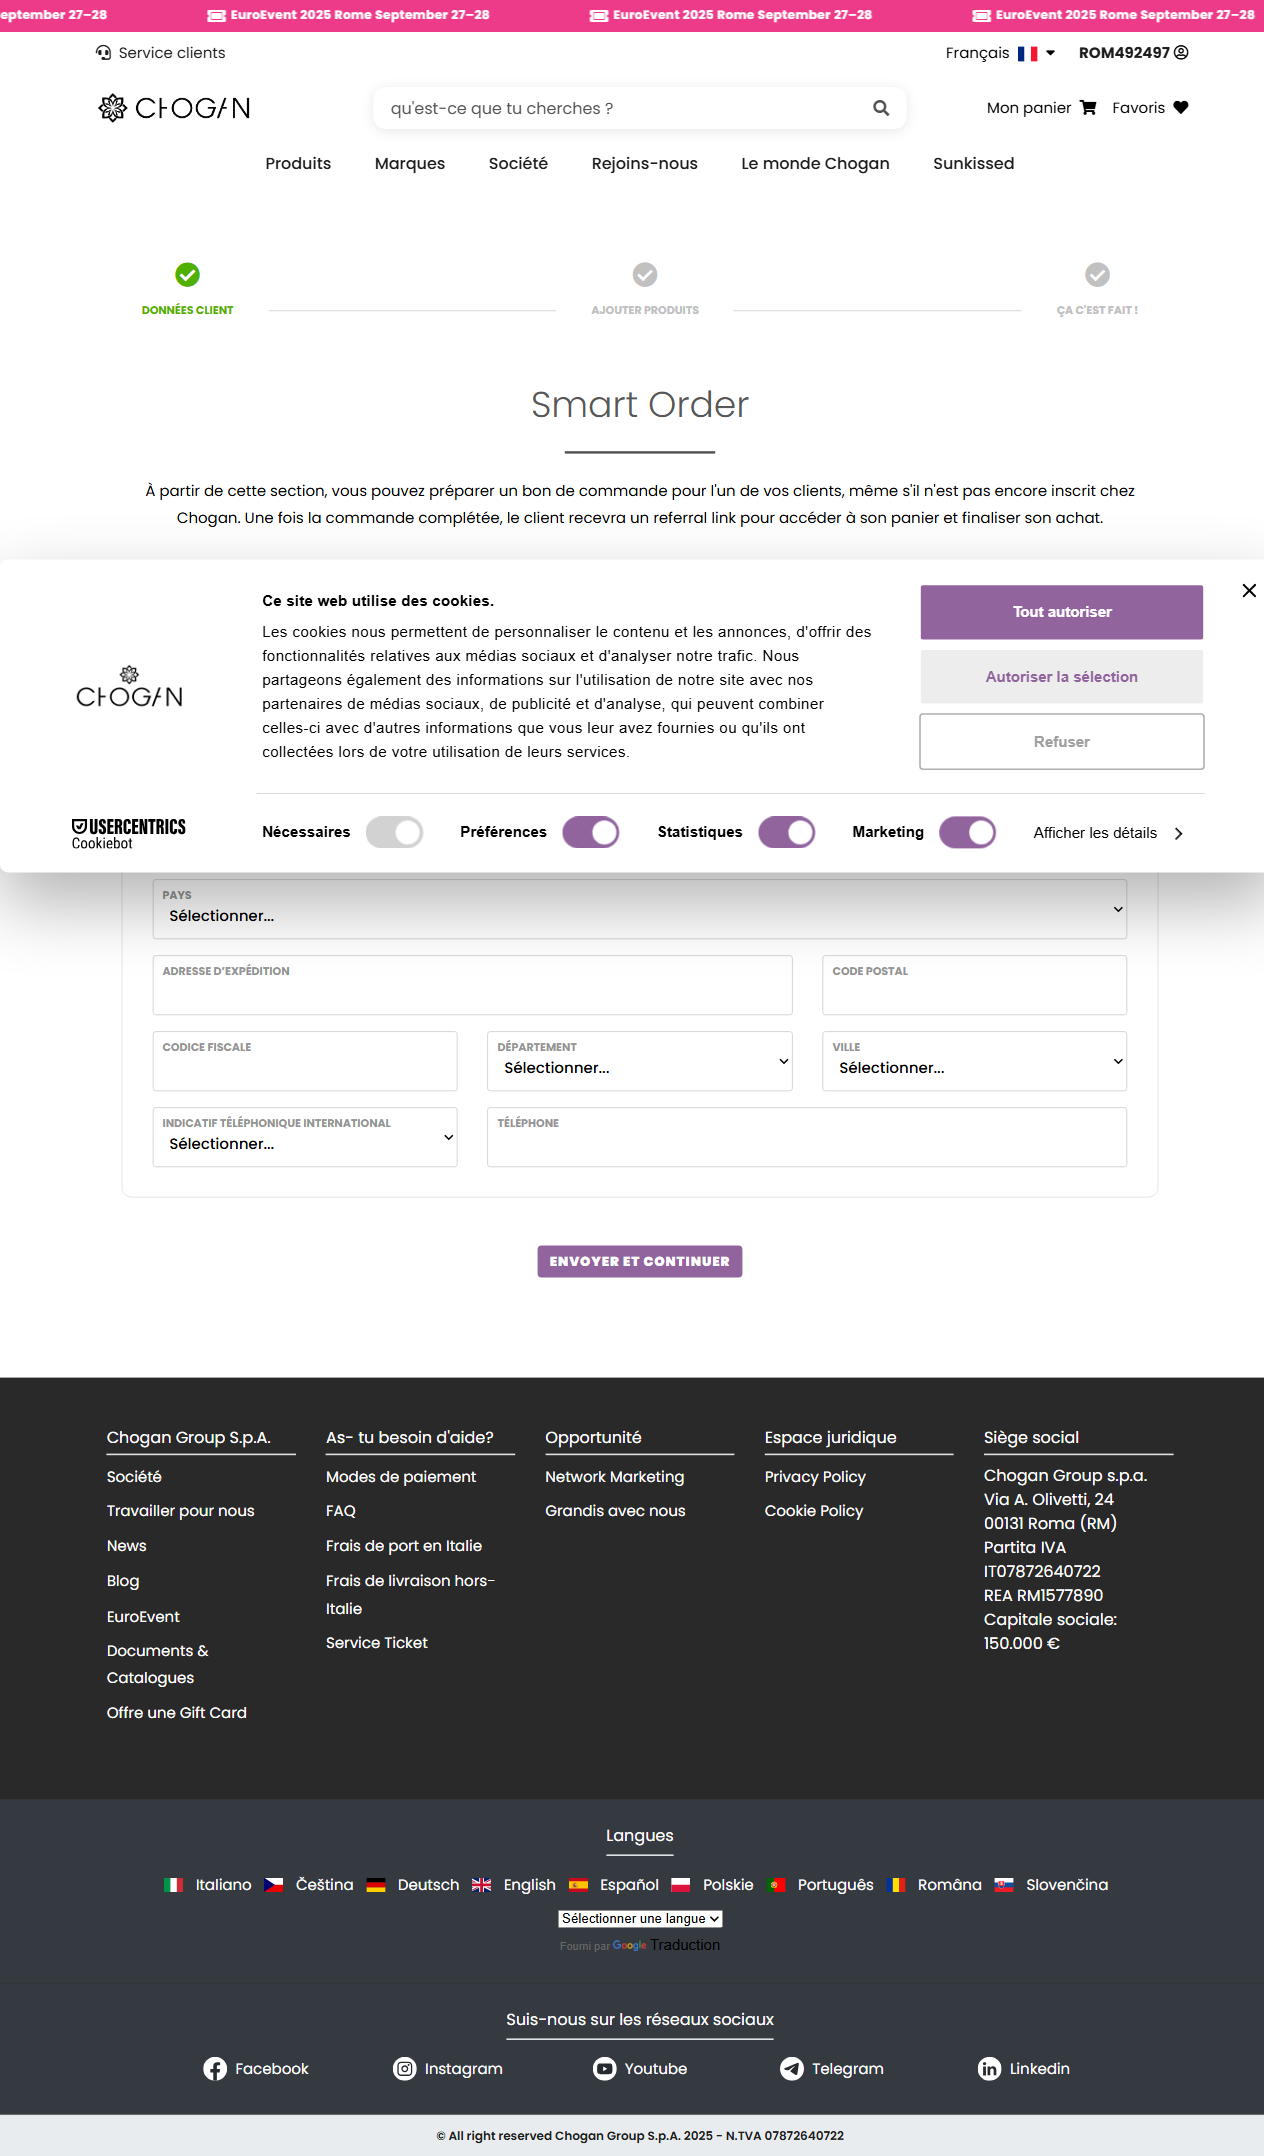 eptember 27–28 EuroEvent 2025 Rome September 27–28 EuroEvent 2025 Rome September 27–28 EuroEvent 2025 Rome September 27–28
Service clients Français ROM492497
CHOGAN qu'est-ce que tu cherches ? Mon panier Favoris
Produits Marques Société Rejoins-nous Le monde Chogan Sunkissed
DONNÉES CLIENT AJOUTER PRODUITS ÇA C'EST FAIT !
Smart Order
À partir de cette section, vous pouvez préparer un bon de commande pour l'un de vos clients, même s'il n'est pas encore inscrit chez
Chogan. Une fois la commande complétée, le client recevra un referral link pour accéder à son panier et finaliser son achat.
CHOGAN
USERCENTRICS
Cookiebot
Ce site web utilise des cookies.
Les cookies nous permettent de personnaliser le contenu et les annonces, d'offrir des
fonctionnalités relatives aux médias sociaux et d'analyser notre trafic. Nous
partageons également des informations sur l'utilisation de notre site avec nos
partenaires de médias sociaux, de publicité et d'analyse, qui peuvent combiner
celles-ci avec d'autres informations que vous leur avez fournies ou qu'ils ont
collectées lors de votre utilisation de leurs services.
Tout autoriser
Autoriser la sélection
Refuser
Nécessaires Préférences Statistiques Marketing Afficher les détails
PAYS
Sélectionner...
ADRESSE D'EXPÉDITION CODE POSTAL
CODICE FISCALE DÉPARTEMENT VILLE
Sélectionner... Sélectionner...
INDICATIF TÉLÉPHONIQUE INTERNATIONAL TÉLÉPHONE
Sélectionner...
ENVOYER ET CONTINUER
Chogan Group S.p.A.
Société
Travailler pour nous
News
Blog
EuroEvent
Documents &
Catalogues
Offre une Gift Card
As- tu besoin d'aide?
Modes de paiement
FAQ
Frais de port en Italie
Frais de livraison hors-
Italie
Service Ticket
Opportunité
Network Marketing
Grandis avec nous
Espace juridique
Privacy Policy
Cookie Policy
Siège social
Chogan Group s.p.a.
Via A. Olivetti, 24
00131 Roma (RM)
Partita IVA
IT07872640722
REA RM1577890
Capitale sociale:
150.000 €
Langues
Italiano Čeština Deutsch English Español Polskie Português Româna Slovenčina
Sélectionner une langue
Fourni par Google Traduction
Suis-nous sur les réseaux sociaux
Facebook Instagram Youtube Telegram Linkedin
© All right reserved Chogan Group S.p.A. 2025 - N.TVA 07872640722